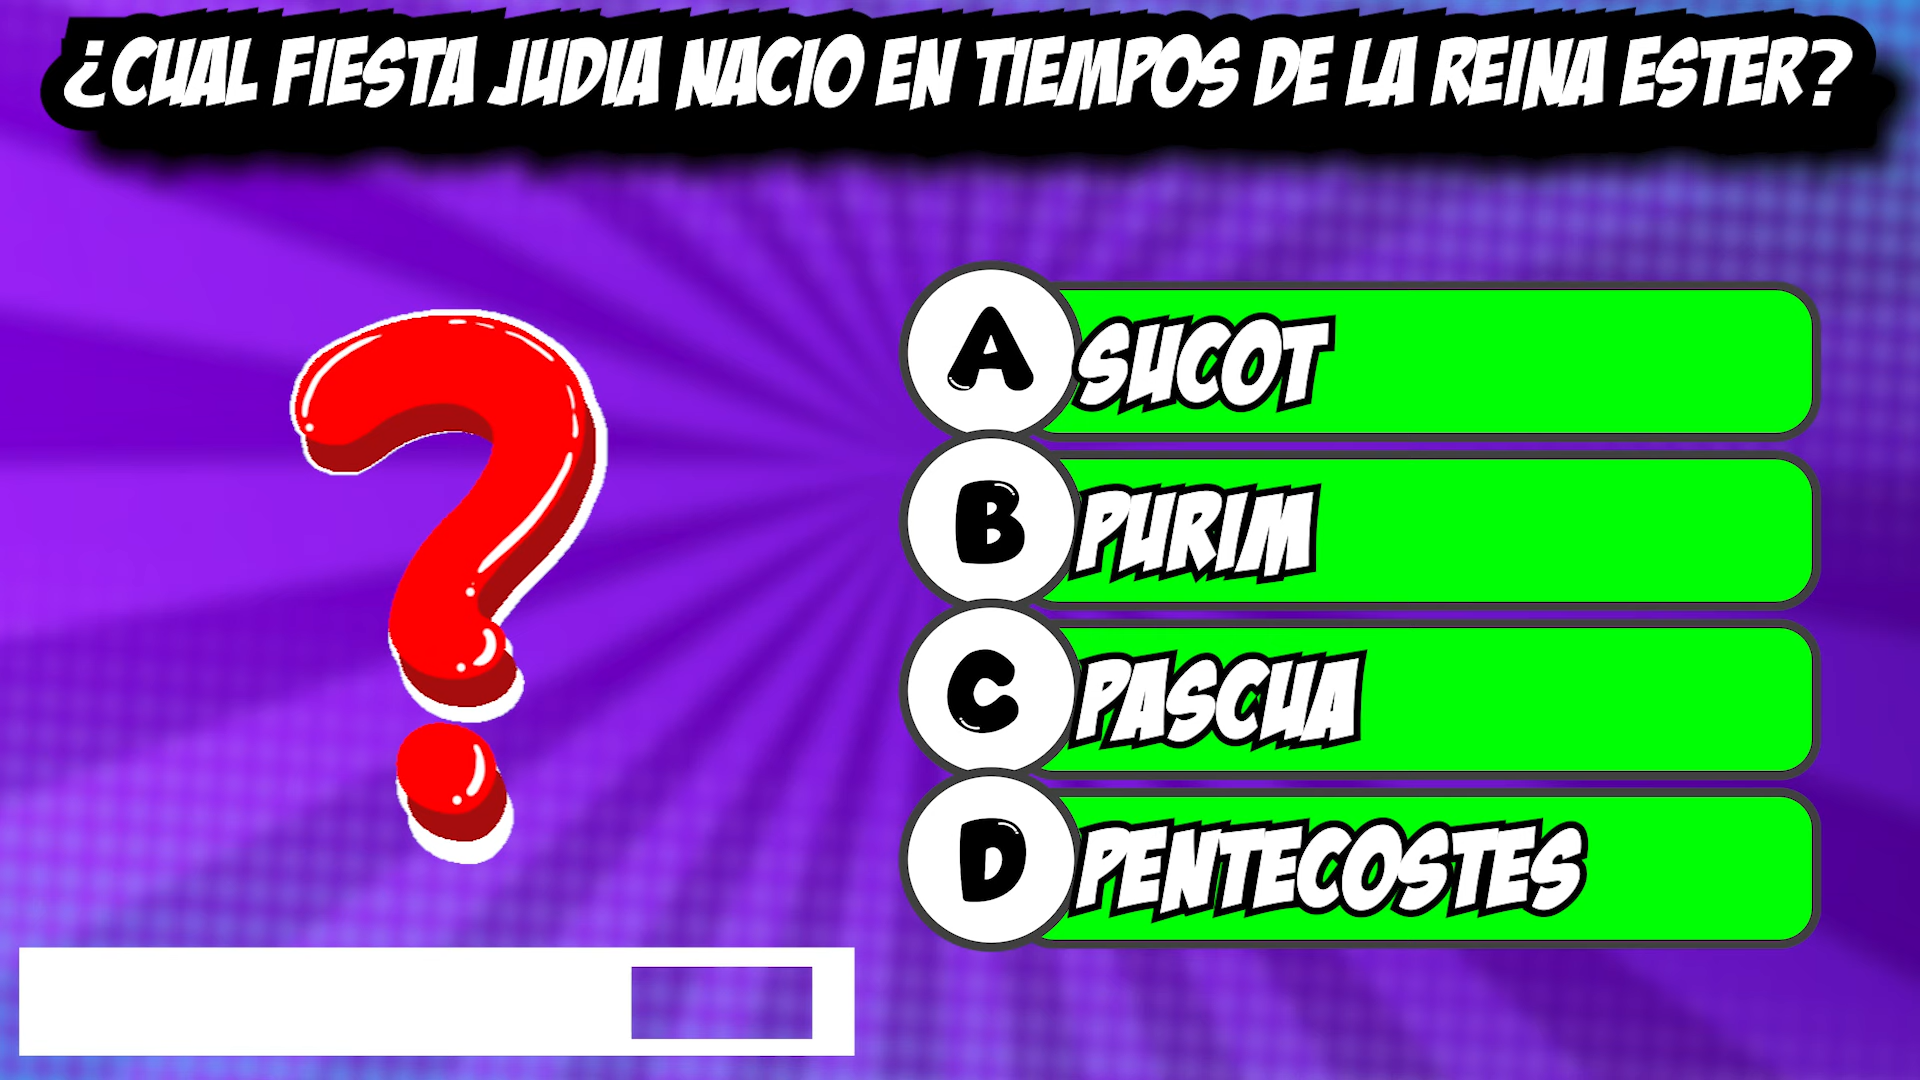 ¿CUAL FIESTA JUDIA NACIO EN TIEMPOS DE LA REINA ESTER?
A SUCOT
B PURIM
C PASCUA
D PENTECOSTES